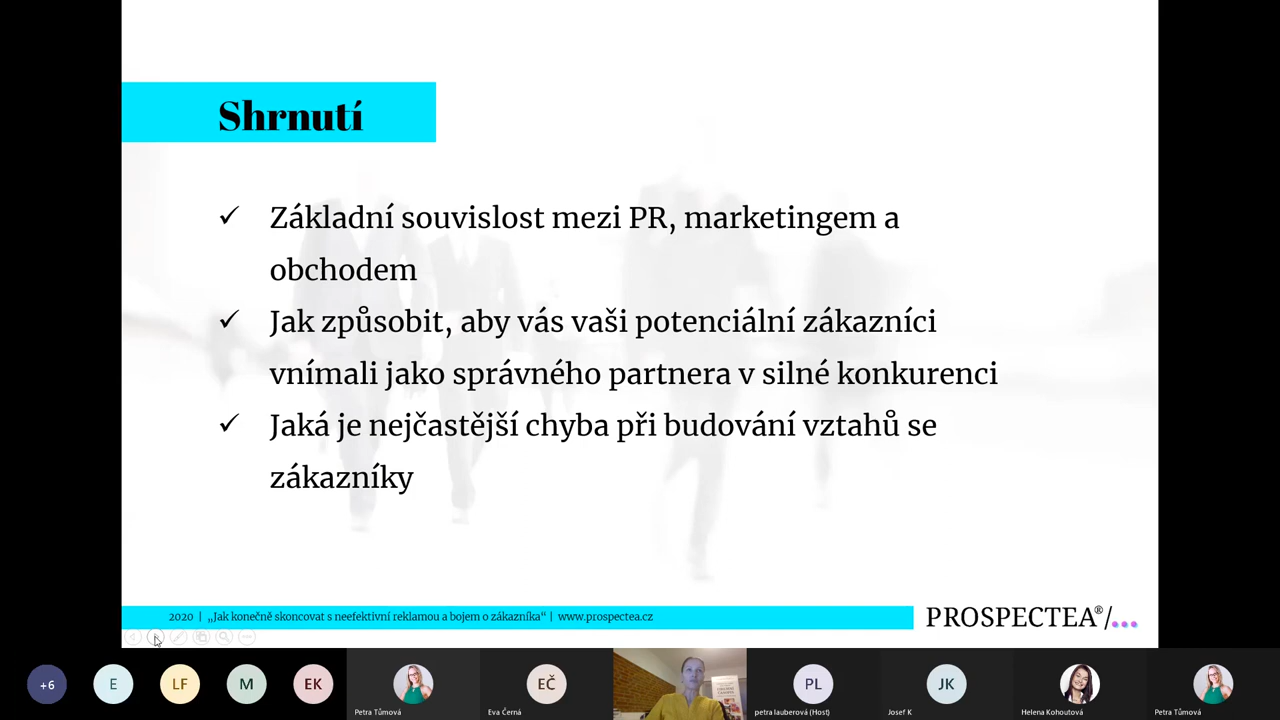 Shrnutí
✓ Základní souvislost mezi PR, marketingem a
obchodem
✓ Jak způsobit, aby vás vaši potenciální zákazníci
vnímali jako správného partnera v silné konkurenci
✓ Jaká je nejčastější chyba při budování vztahů se
zákazníky
2020 | „Jak konečně skoncovat s neefektivní reklamou a bojem o zákazníka“ | www.prospectea.cz
PROSPECTEA®/...
+6
E
LF
M
EK
Petra Tůmová
EČ
Eva Černá
PL
petra lauberová (Host)
JK
Josef K
Helena Kohoutová
Petra Tůmová